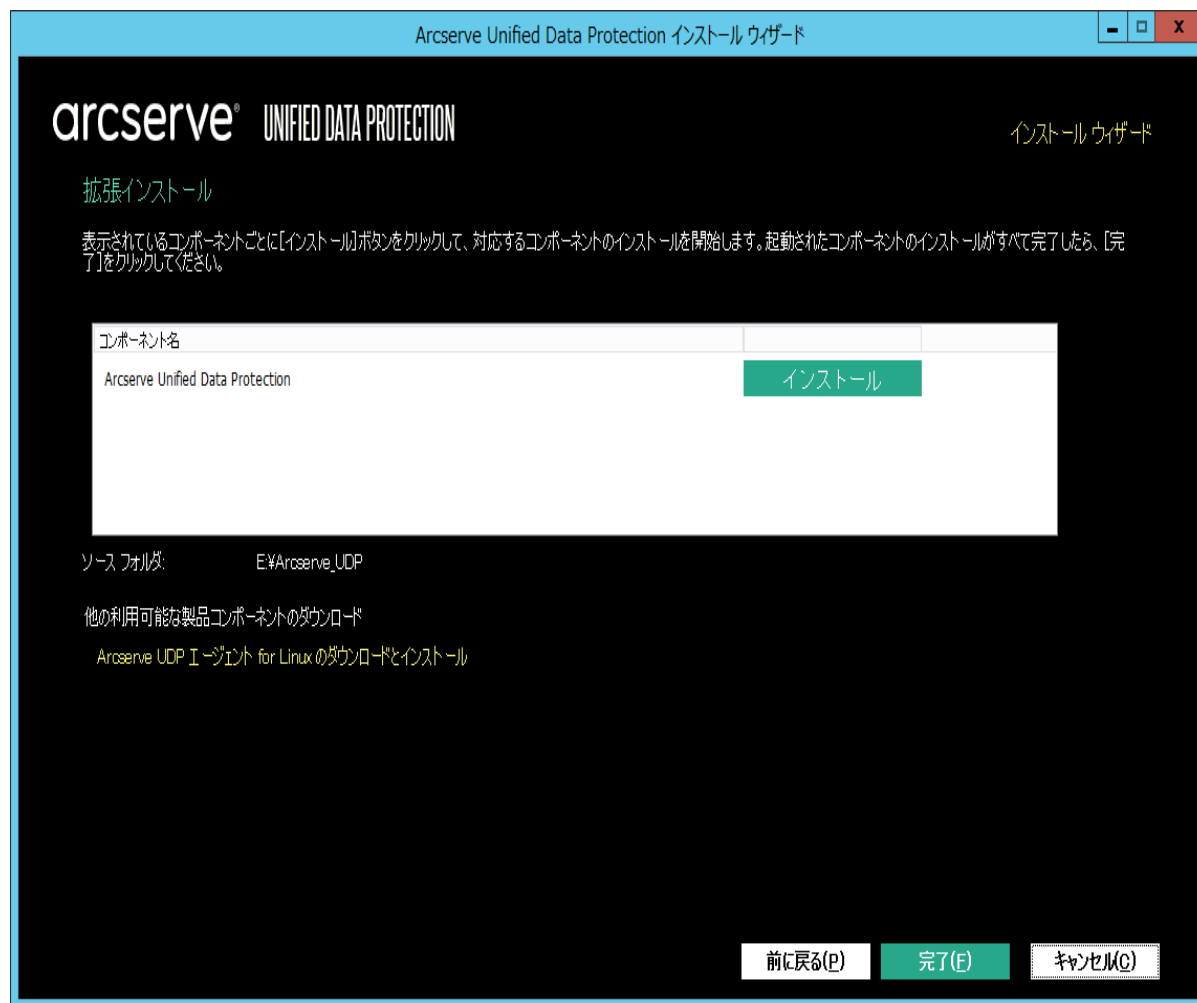 Arcserve Unified Data Protection インストール ウィザード
arcserve® UNIFIED DATA PROTECTION
インストール ウィザード
拡張インストール
表示されているコンポーネントごとに[インストール]ボタンをクリックして、対応するコンポーネントのインストールを開始します。起動されたコンポーネントのインストールがすべて完了したら、[完
了]をクリックしてください。
コンポーネント名
Arcserve Unified Data Protection インストール
ソース フォルダ: E:¥Arcserve_UDP
他の利用可能な製品コンポーネントのダウンロード
Arcserve UDP エージェント for Linux のダウンロードとインストール
前に戻る(P) 完了(F) キャンセル(C)